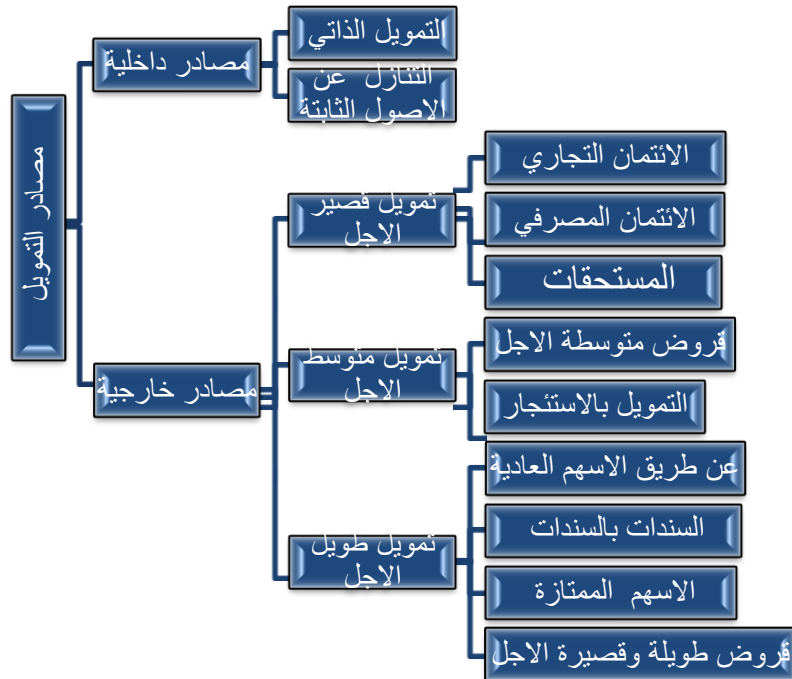 مصادر التمويل
مصادر داخلية
التمويل الذاتي
التنازل عن
الاصول الثابتة
مصادر خارجية
تمويل قصير
الاجل
الائتمان التجاري
الائتمان المصرفي
المستحقات
تمويل متوسط
الاجل
قروض متوسطة الاجل
التمويل بالاستئجار
تمويل طويل
الاجل
عن طريق الاسهم العادية
السندات بالسندات
الاسهم الممتازة
قروض طويلة وقصيرة الاجل